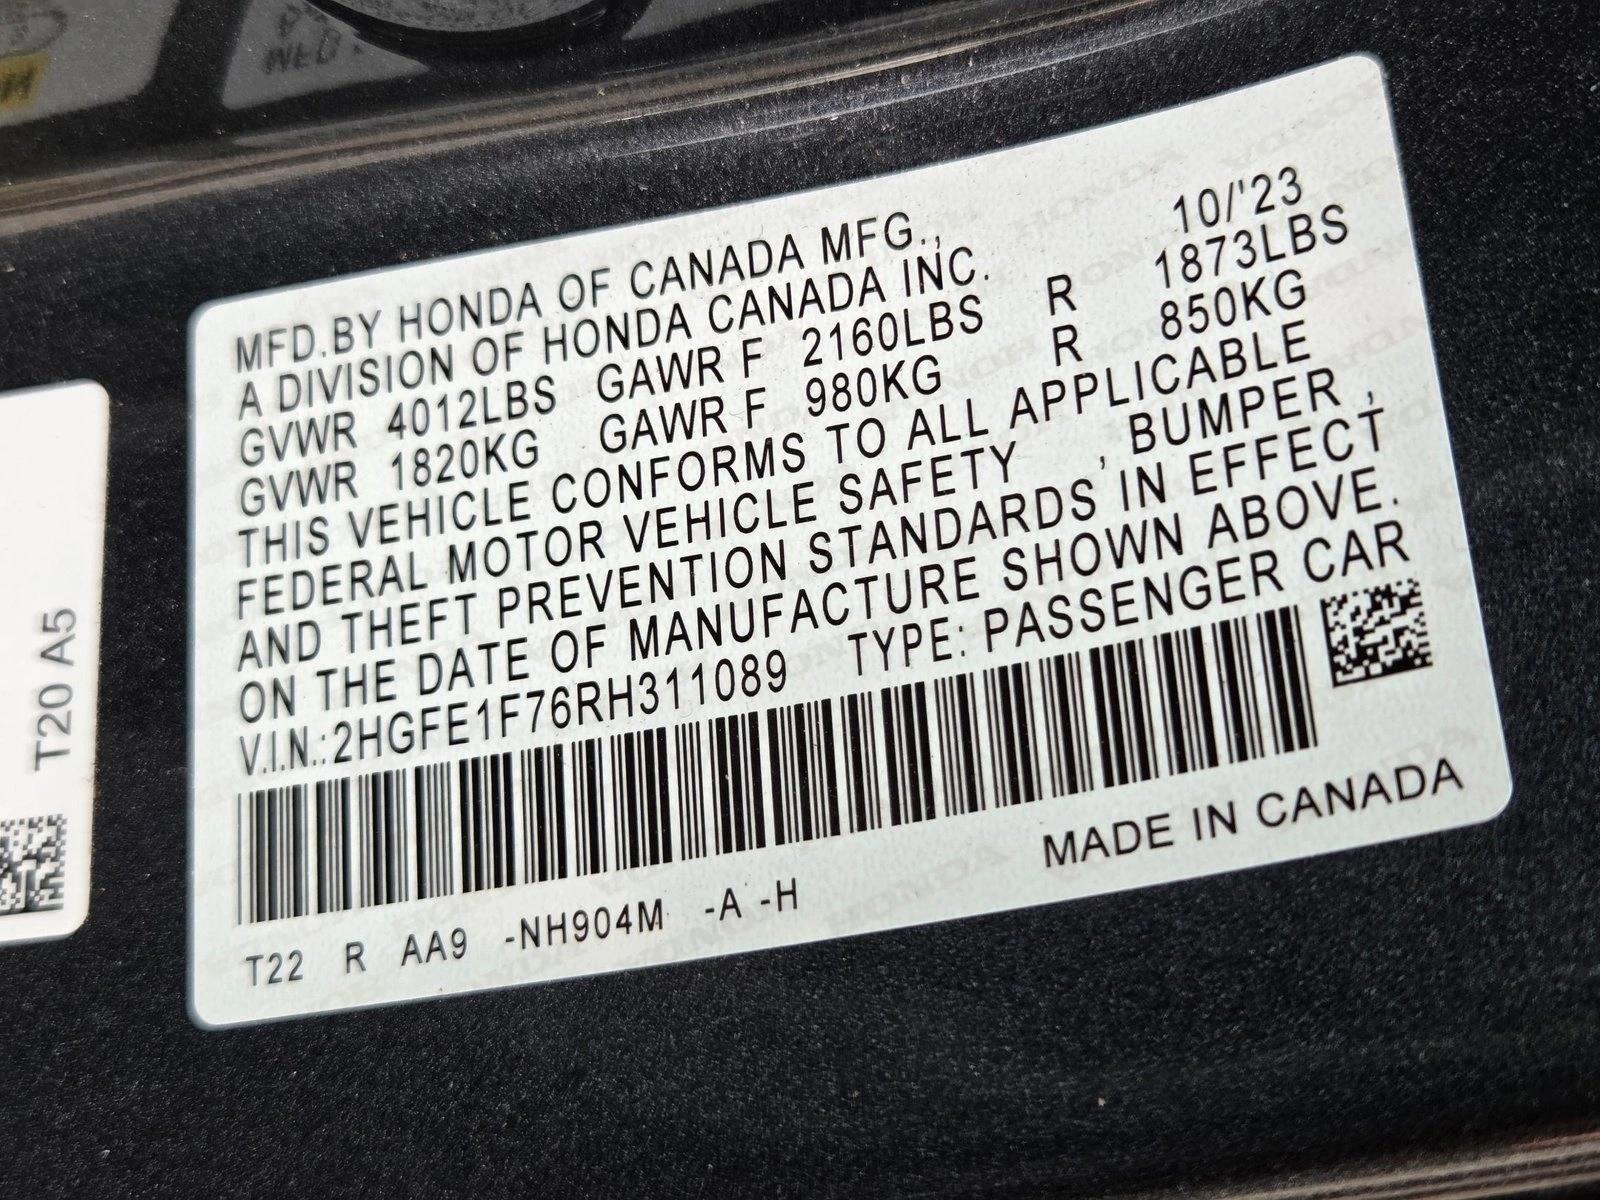 MFD.BY HONDA OF CANADA MFG., 10/'23
A DIVISION OF HONDA CANADA INC.
GVWR 4012LBS GAWR F 2160LBS R 1873LBS
GVWR 1820KG GAWR F 980KG R 850KG
THIS VEHICLE CONFORMS TO ALL APPLICABLE
FEDERAL MOTOR VEHICLE SAFETY , BUMPER ,
AND THEFT PREVENTION STANDARDS IN EFFECT
ON THE DATE OF MANUFACTURE SHOWN ABOVE.
V.I.N.:2HGFE1F76RH311089 TYPE: PASSENGER CAR
MADE IN CANADA
T22 R AA9 -NH904M -A -H
T20 A5